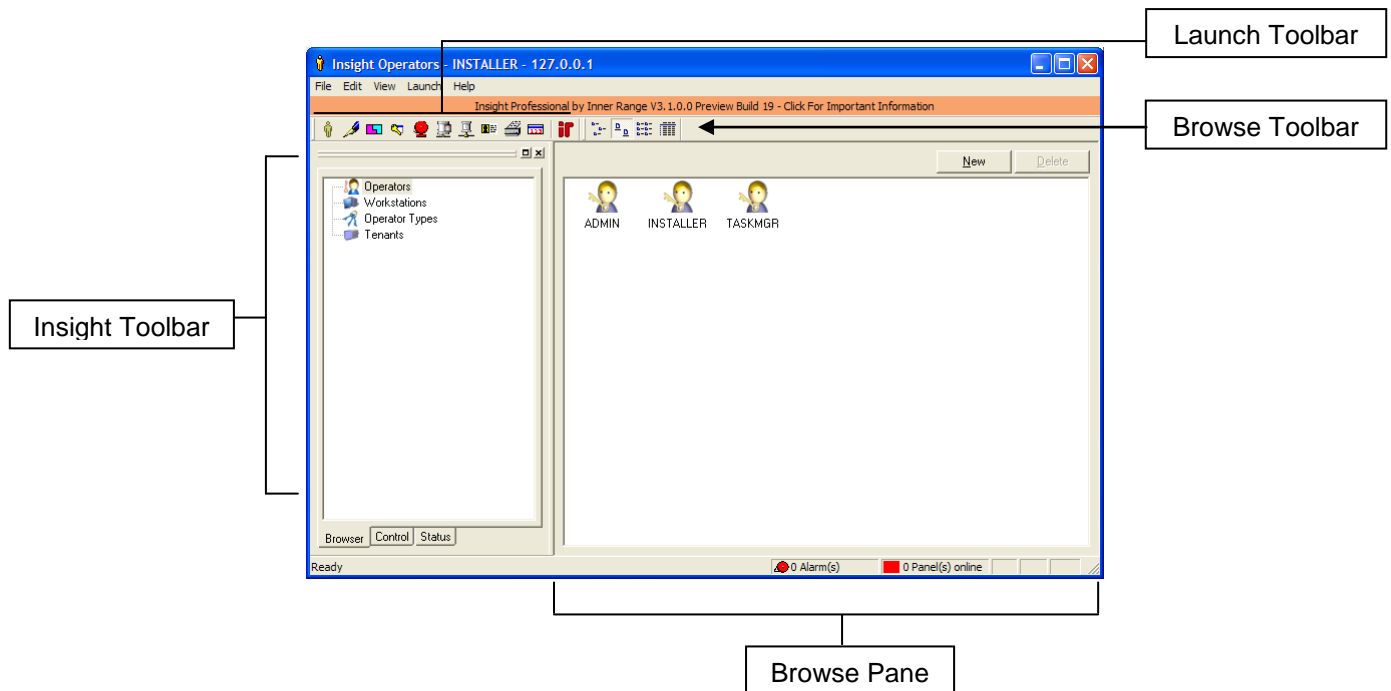 Launch Toolbar
Insight Operators - INSTALLER - 127.0.0.1
File Edit View Launch Help
Insight Professional by Inner Range V3.1.0.0 Preview Build 19 - Click For Important Information
Browse Toolbar
New Delete
Operators
Workstations
Operator Types
Tenants
ADMIN INSTALLER TASKMGR
Insight Toolbar
Browser Control Status
Ready 0 Alarm(s) 0 Panel(s) online
Browse Pane